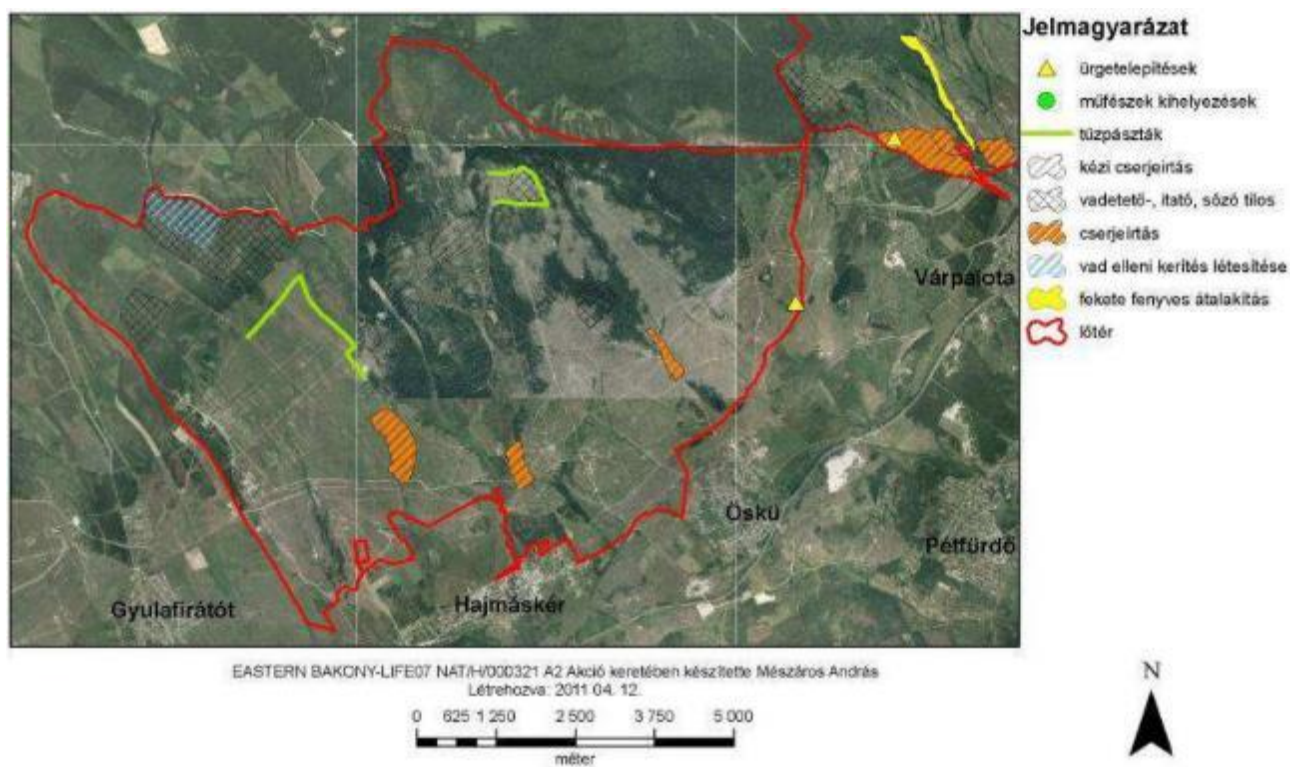 Jelmagyarázat
ürgetelepítések
műfészek kihelyezések
tűzpászták
kézi cserjeirtás
vadetető-, itató, sózó tilos
cserjeirtás
vad elleni kerítés létesítése
fekete fenyves átalakítás
lőtér
Várpalota
Öskü
Pétfürdő
Gyulafirátót
Hajmáskér
EASTERN BAKONY-LIFE07 NAT/H/000321 A2 Akció keretében készítette Mészáros András
Létrehozva: 2011 04. 12.
0 625 1 250 2 500 3 750 5 000
méter
N